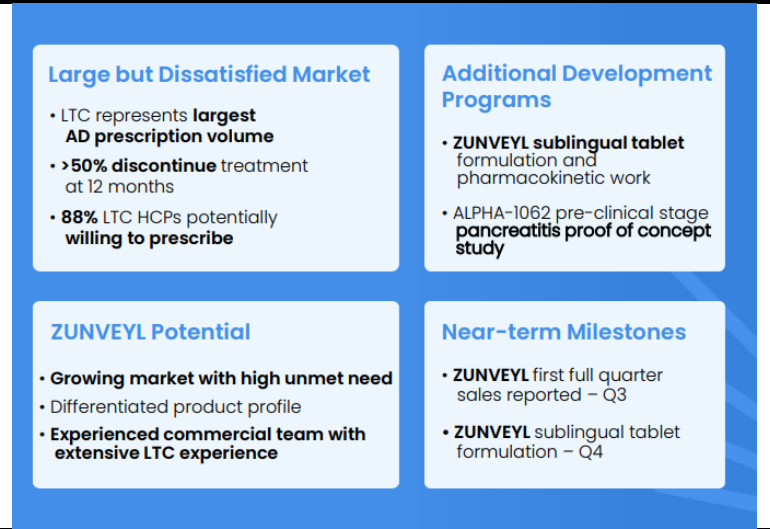 Large but Dissatisfied Market
• LTC represents largest
AD prescription volume
• >50% discontinue treatment
at 12 months
• 88% LTC HCPs potentially
willing to prescribe
Additional Development
Programs
• ZUNVEYL sublingual tablet
formulation and
pharmacokinetic work
• ALPHA-1062 pre-clinical stage
pancreatitis proof of concept
study
ZUNVEYL Potential
• Growing market with high unmet need
• Differentiated product profile
• Experienced commercial team with
extensive LTC experience
Near-term Milestones
• ZUNVEYL first full quarter
sales reported – Q3
• ZUNVEYL sublingual tablet
formulation – Q4